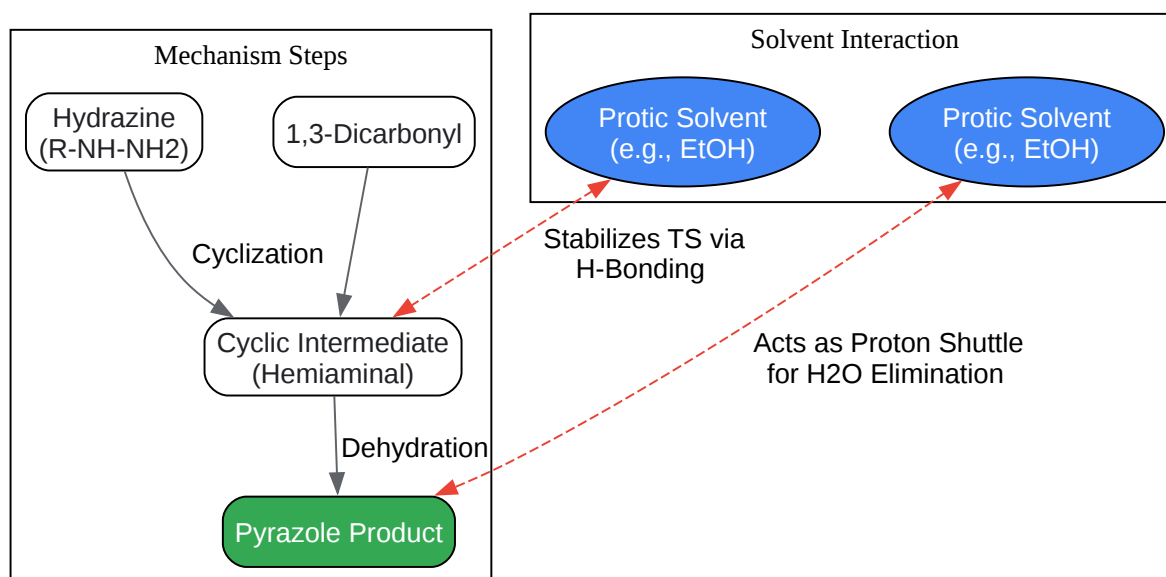 Mechanism Steps
Hydrazine
(R-NH-NH2)
1,3-Dicarbonyl
Cyclization
Cyclic Intermediate
(Hemiaminal)
Dehydration
Pyrazole Product
Solvent Interaction
Protic Solvent
(e.g., EtOH)
Protic Solvent
(e.g., EtOH)
Stabilizes TS via
H-Bonding
Acts as Proton Shuttle
for H2O Elimination